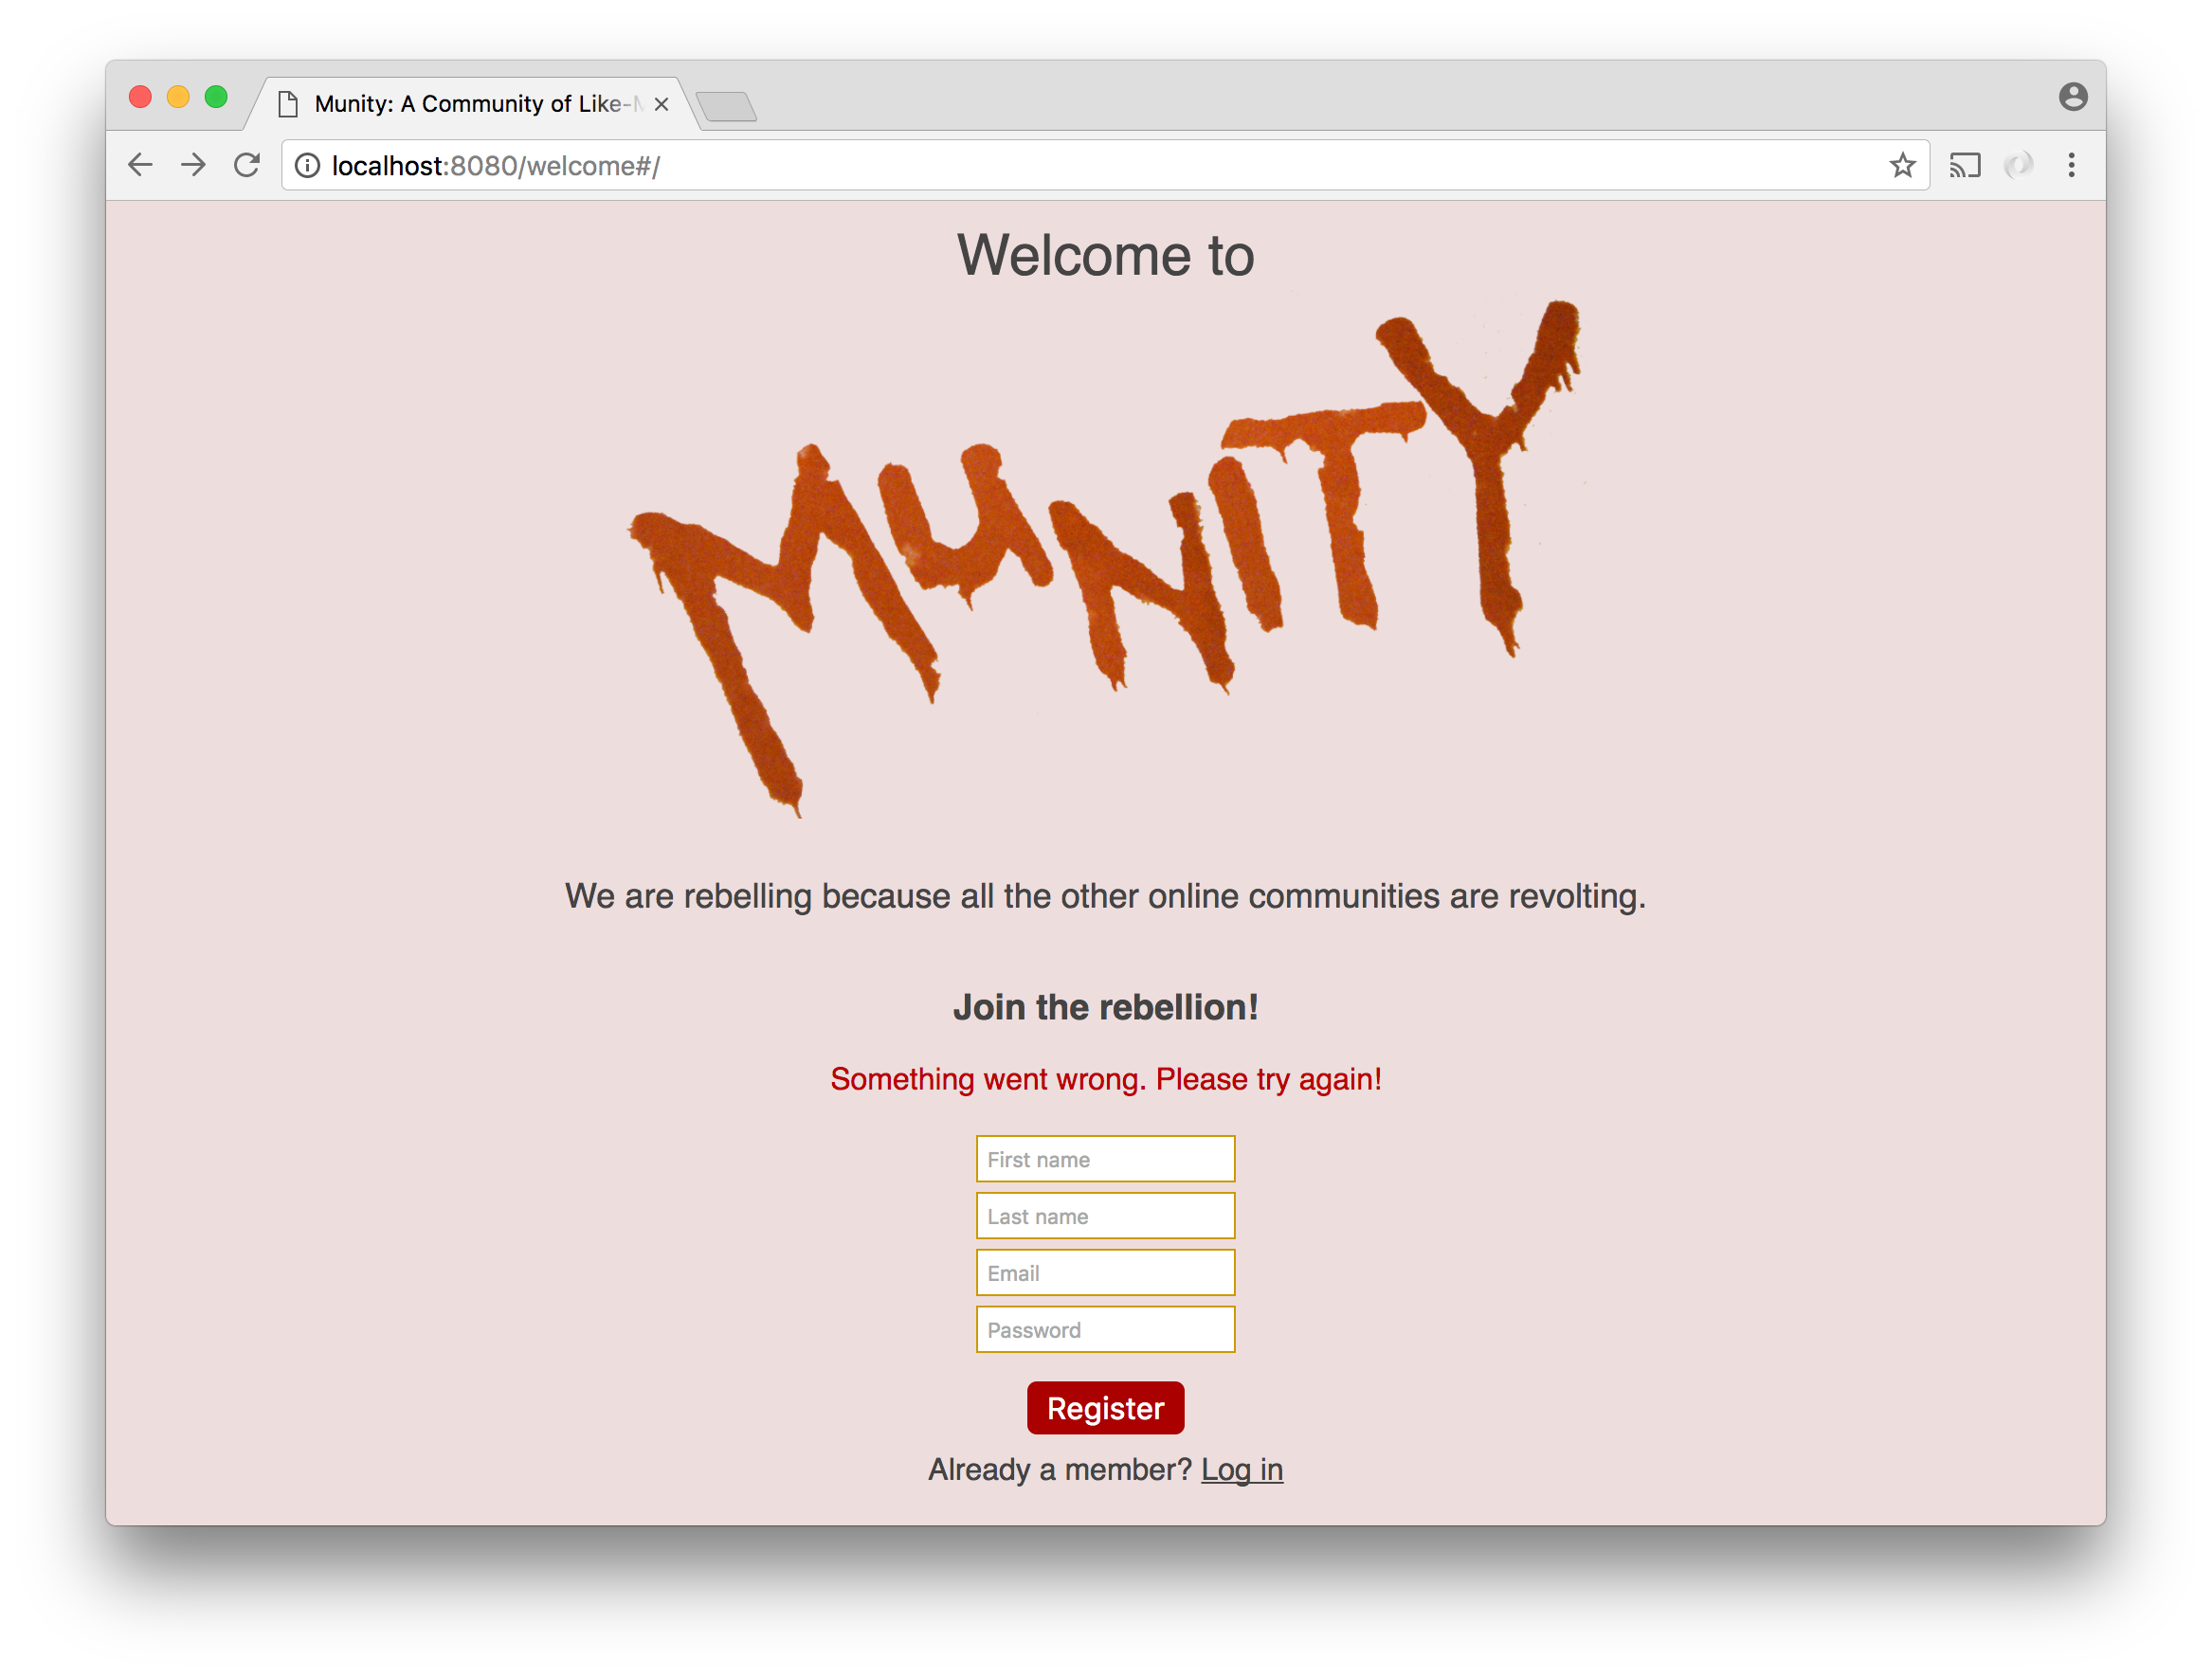 Munity: A Community of Like-
localhost:8080/welcome#/
Welcome to
MUNITY
We are rebelling because all the other online communities are revolting.
Join the rebellion!
Something went wrong. Please try again!
First name
Last name
Email
Password
Register
Already a member? Log in